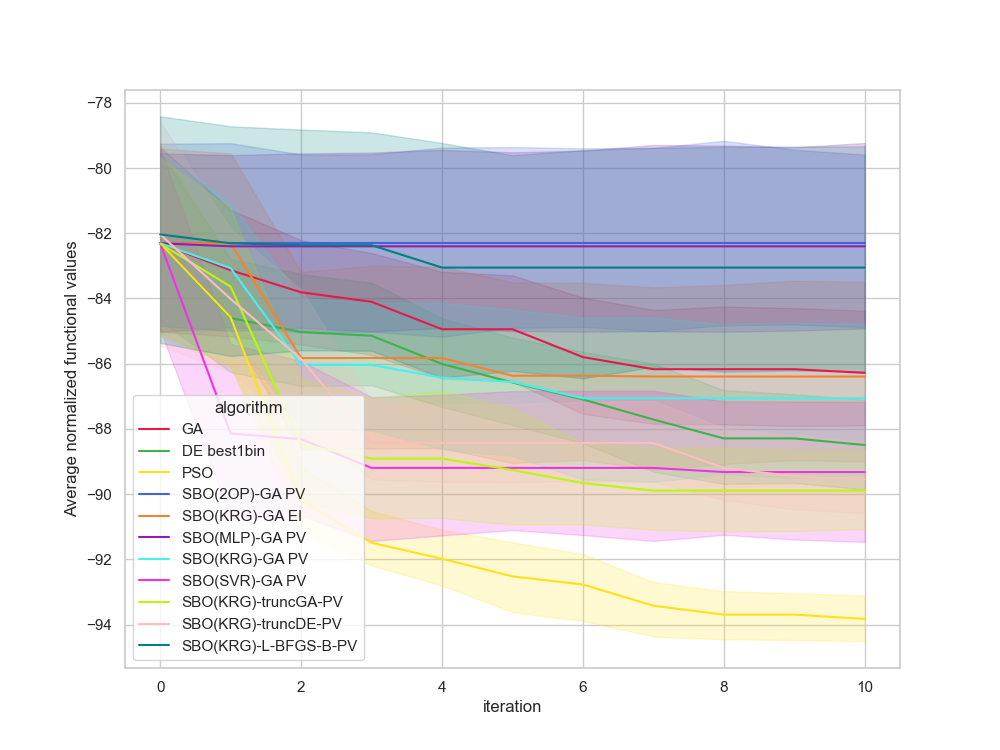 −78
−80
−82
−84
−86
−88
−90
−92
−94
Average normalized functional values
algorithm
GA
DE best1bin
PSO
SBO(2OP)-GA PV
SBO(KRG)-GA EI
SBO(MLP)-GA PV
SBO(KRG)-GA PV
SBO(SVR)-GA PV
SBO(KRG)-truncGA-PV
SBO(KRG)-truncDE-PV
SBO(KRG)-L-BFGS-B-PV
0 2 4 6 8 10
iteration